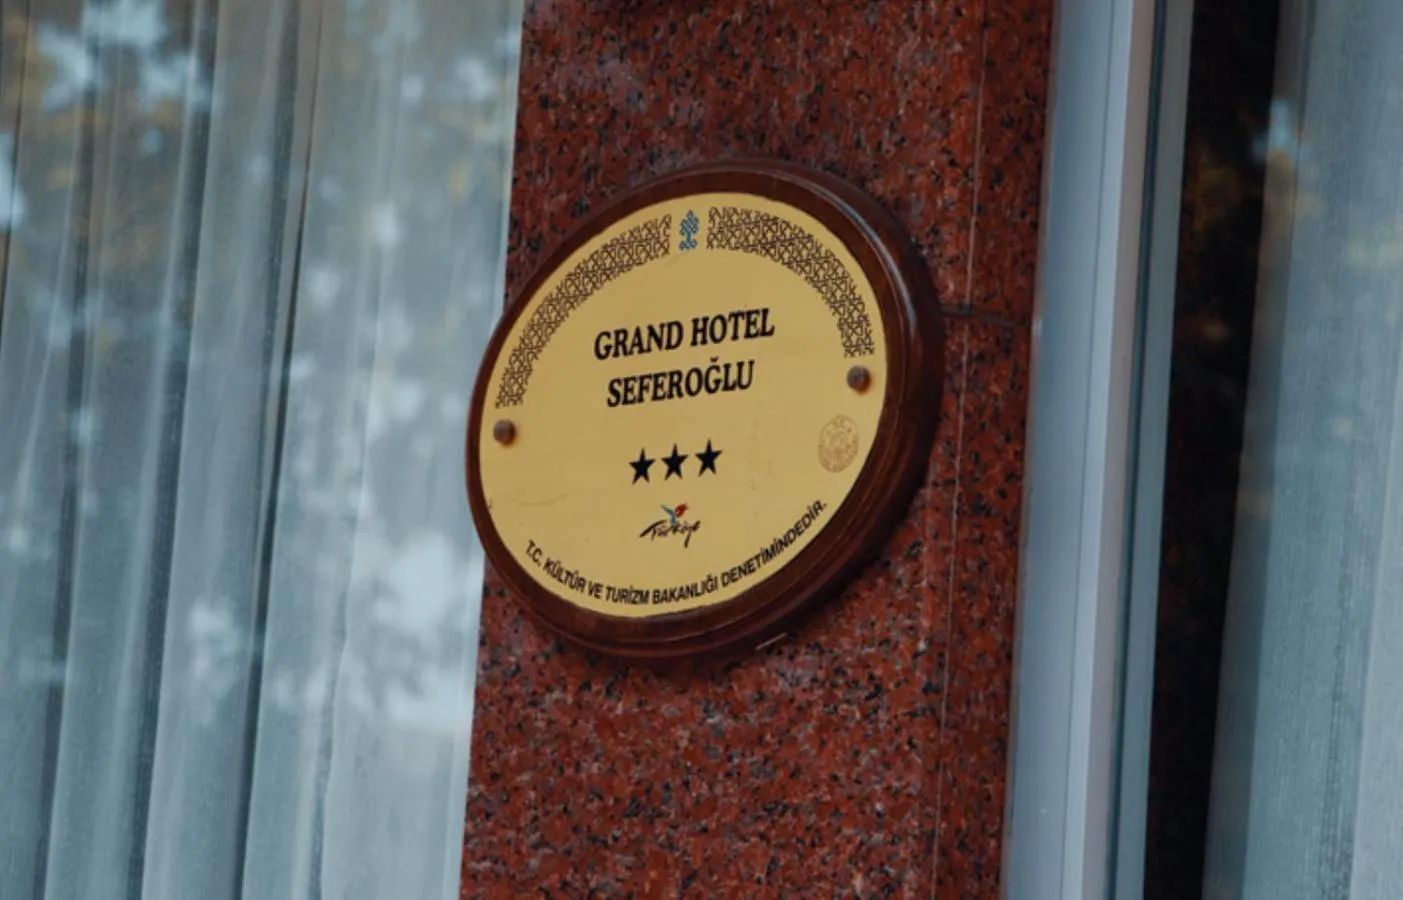 GRAND HOTEL
SEFEROĞLU
Türkiye
T.C. KÜLTÜR VE TURİZM BAKANLIĞI DENETİMİNDEDİR.